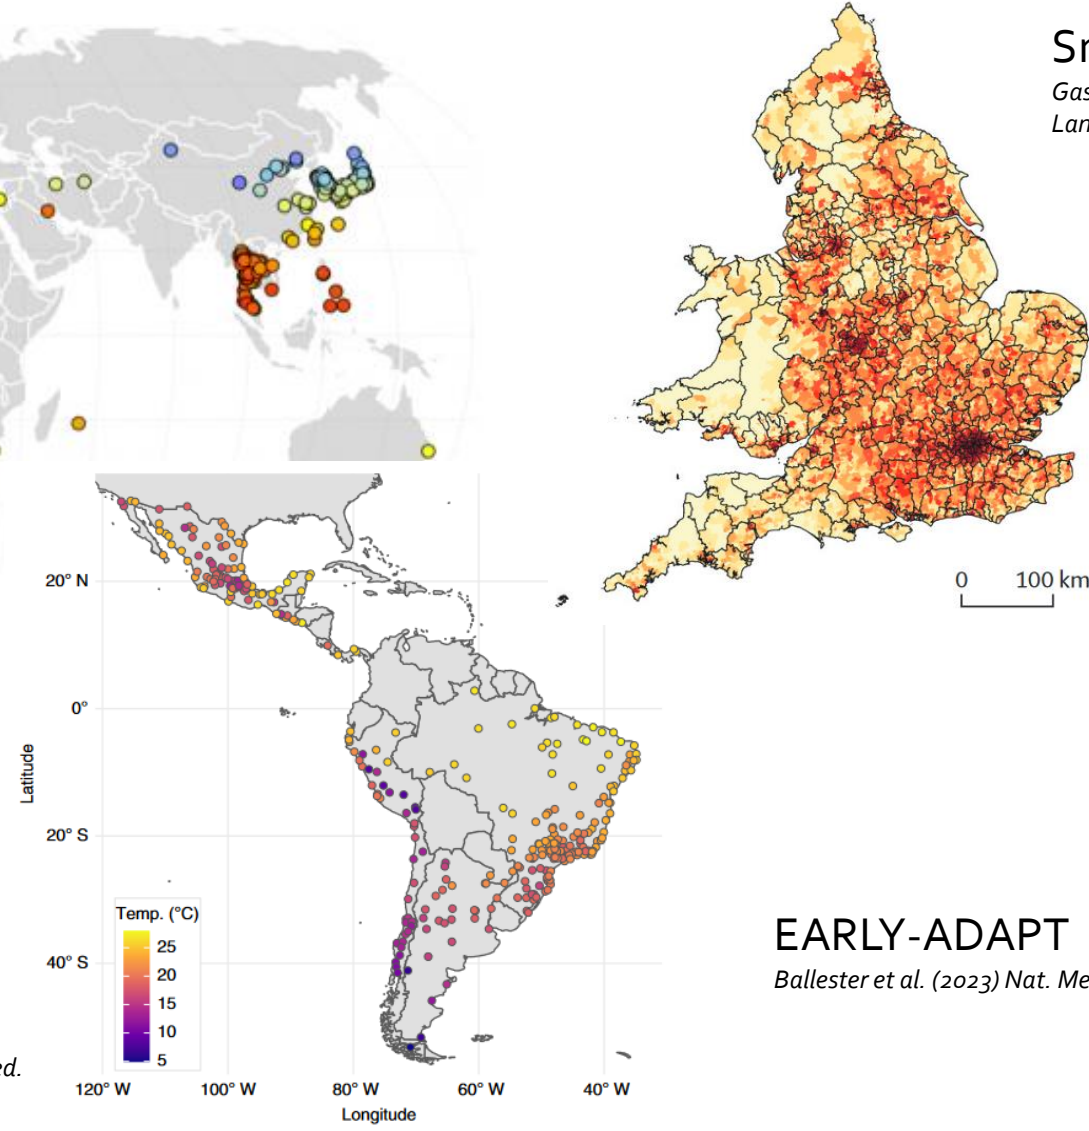 Sm
Gas
Lan
0 100 km
20° N
0°
20° S
40° S
Latitude
Temp. (°C)
25
20
15
10
5
120° W 100° W 80° W 60° W 40° W
Longitude
ed.
EARLY-ADAPT
Ballester et al. (2023) Nat. Me